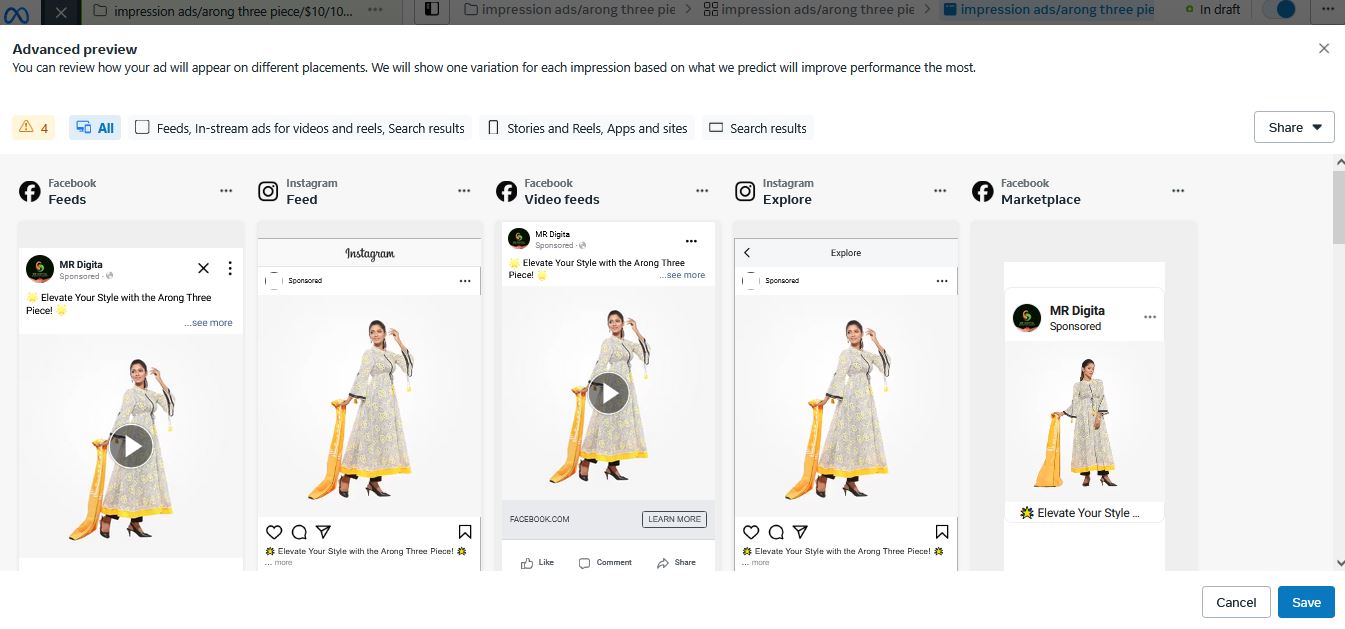 impression ads/arong three piece/$10/10...
impression ads/arong three pie
impression ads/arong three pie
impression ads/arong three pie
In draft
Advanced preview
You can review how your ad will appear on different placements. We will show one variation for each impression based on what we predict will improve performance the most.
4
All
Feeds, In-stream ads for videos and reels, Search results
Stories and Reels, Apps and sites
Search results
Share
Facebook
Feeds
Instagram
Feed
Facebook
Video feeds
Instagram
Explore
Facebook
Marketplace
MR Digita
Sponsored ·
🌟 Elevate Your Style with the Arong Three
Piece! 🌟
...see more
Instagram
Sponsored
🌟 Elevate Your Style with the Arong Three Piece! 🌟
... more
MR Digita
Sponsored ·
🌟 Elevate Your Style with the Arong Three
Piece! 🌟
...see more
FACEBOOK.COM
LEARN MORE
Like
Comment
Share
Explore
Sponsored
🌟 Elevate Your Style with the Arong Three Piece! 🌟
... more
MR Digita
Sponsored
🌟 Elevate Your Style ...
Cancel
Save